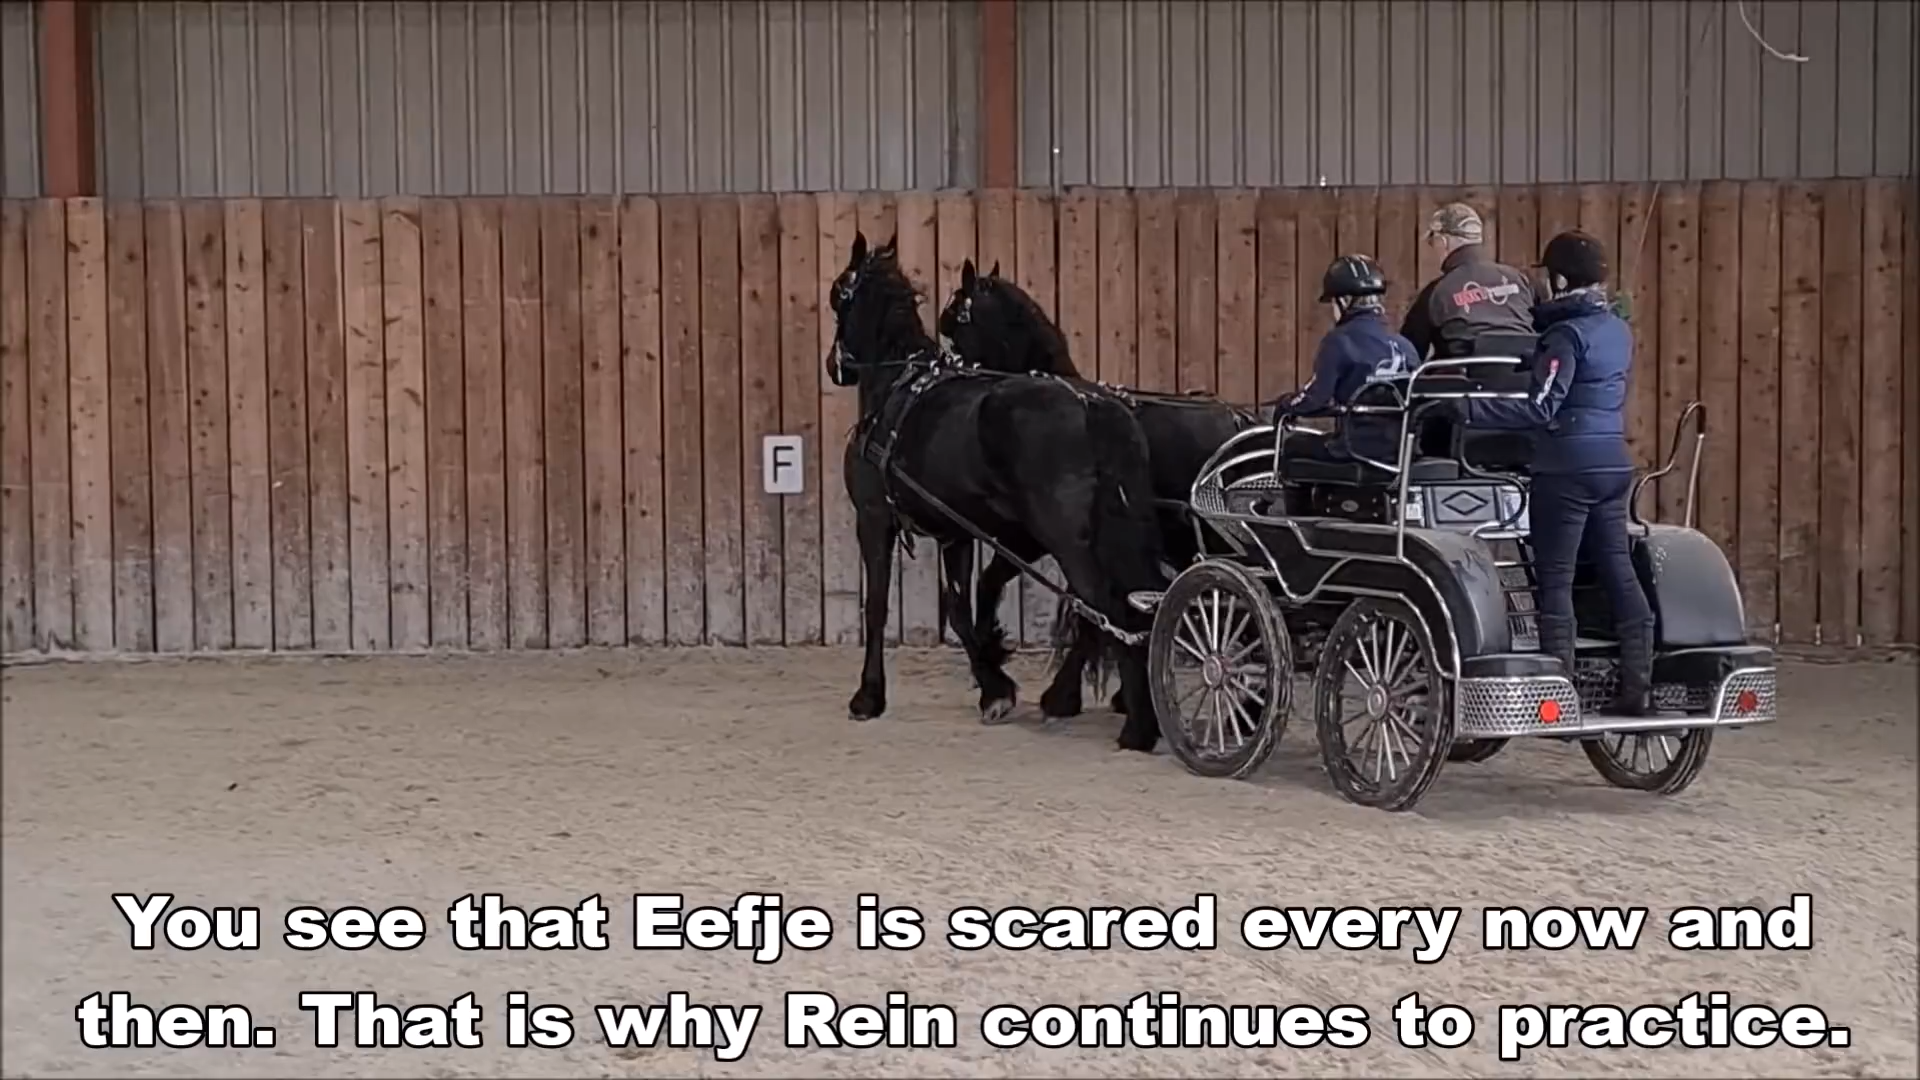 F
You see that Eefje is scared every now and
then. That is why Rein continues to practice.